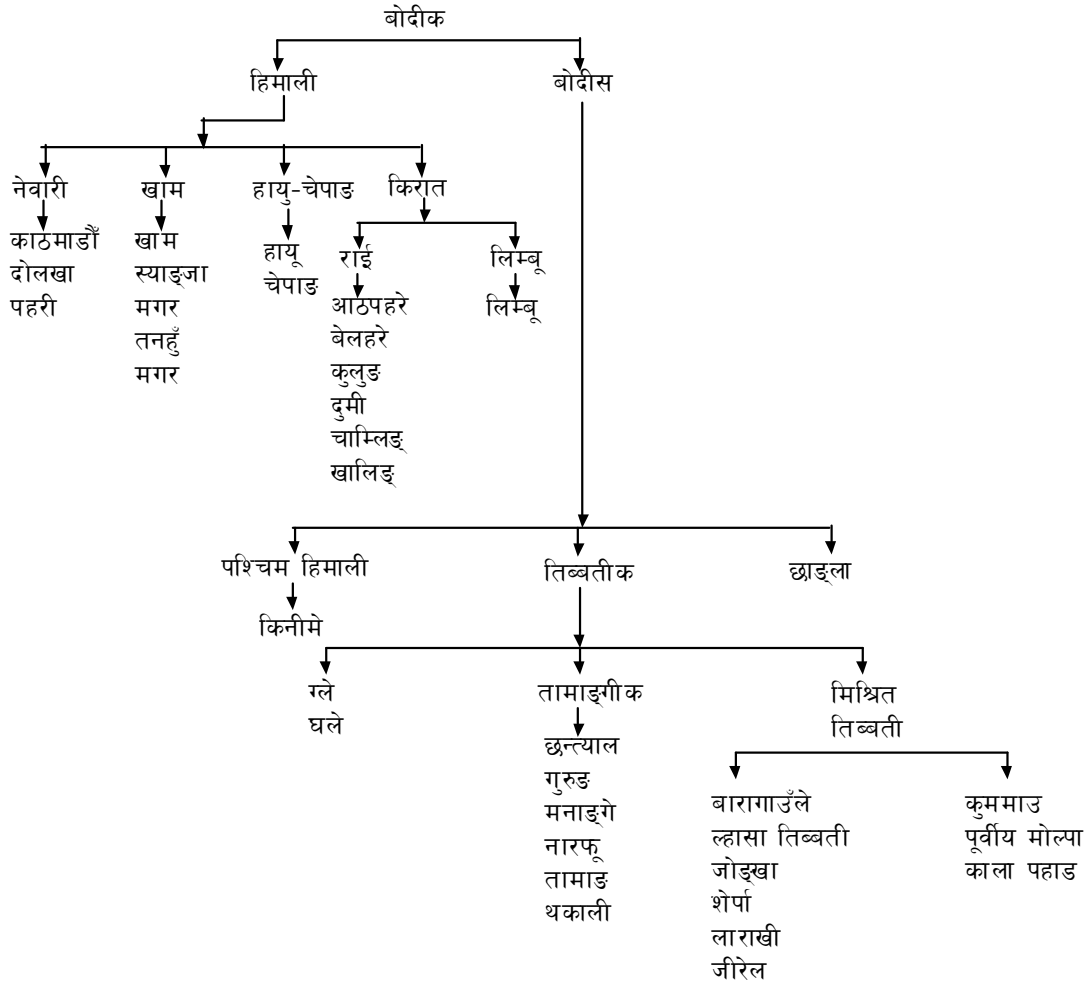 बोदीक
हिमाली
बोदीस
नेवारी
खाम
हायु-चेपाङ
किरात
काठमाडौँ
दोलखा
पहरी
खाम
स्याङ्जा
मगर
तनहुँ
मगर
हायू
चेपाङ
राई
लिम्बू
आठपहरे
बेलहरे
कुलुङ
दुमी
चाम्लिङ्
खालिङ्
लिम्बू
पश्चिम हिमाली
तिब्बतीक
छाङ्ला
किनीमे
ग्ले
घले
तामाङ्गीक
मिश्रित
तिब्बती
छन्त्याल
गुरुङ
मनाङ्गे
नारफू
तामाङ
थकाली
बारागाउँले
ल्हासा तिब्बती
जोङ्खा
शेर्पा
लाराखी
जीरेल
कुममाउ
पूर्वीय मोल्पा
काला पहाड